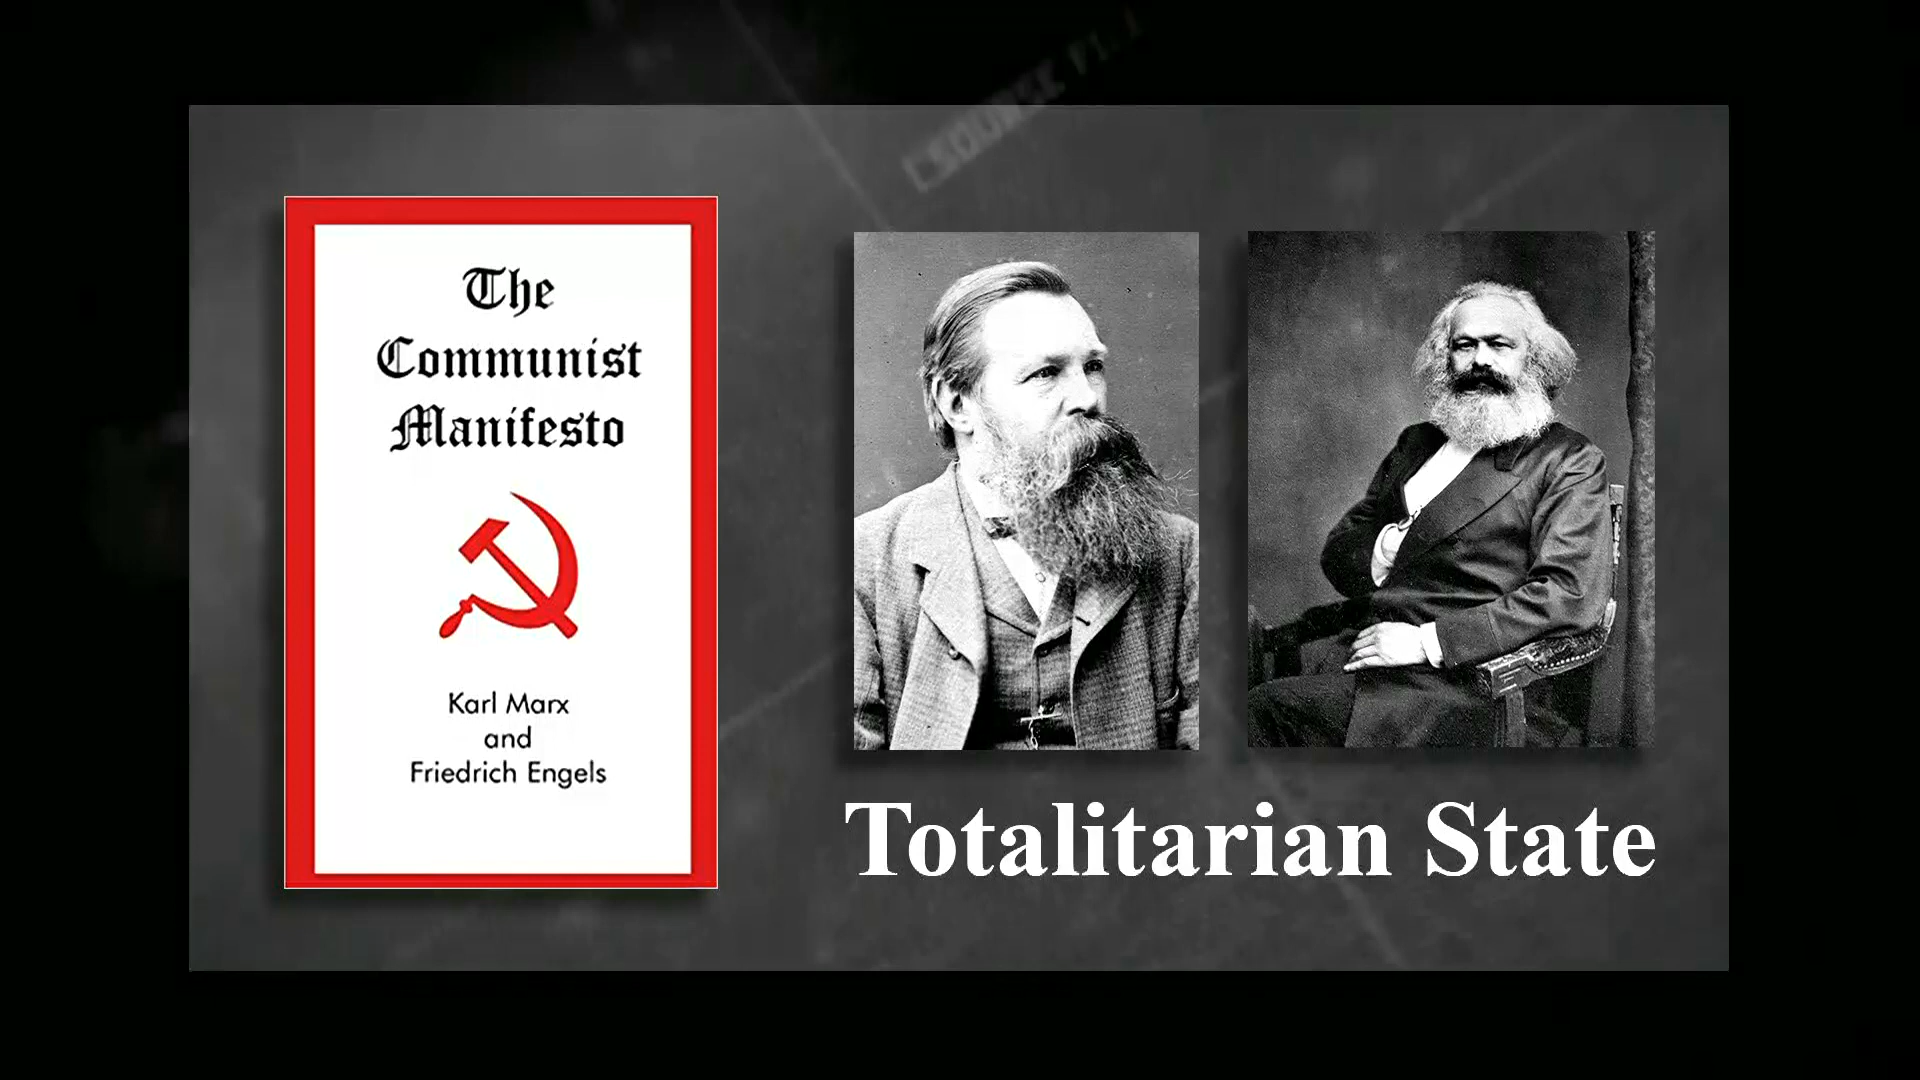 The
Communist
Manifesto
Karl Marx
and
Friedrich Engels
Totalitarian State